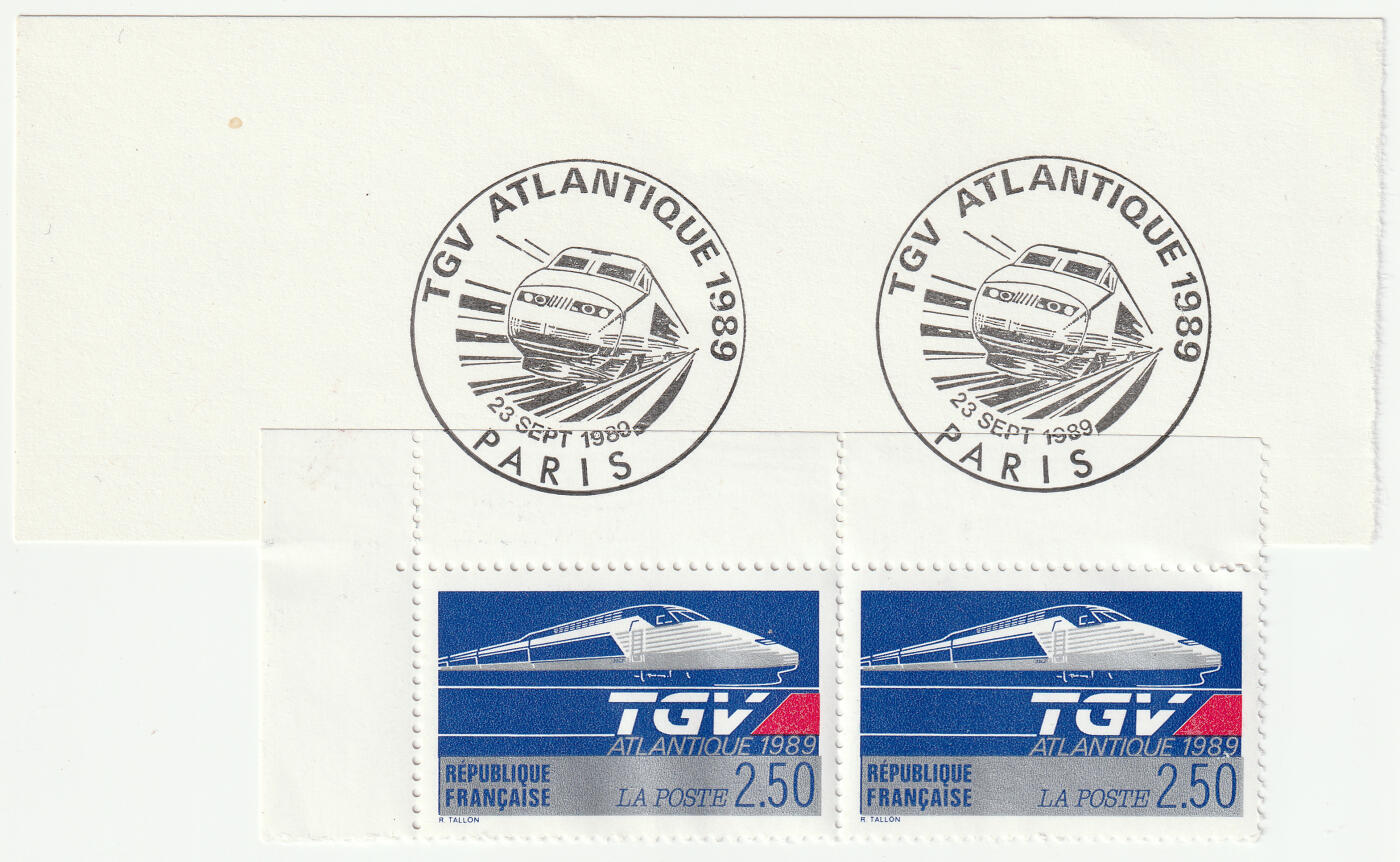 TGV ATLANTIQUE 1989
23 SEPT 1989
PARIS
TGV ATLANTIQUE 1989
23 SEPT 1989
PARIS
TGV
ATLANTIQUE 1989
RÉPUBLIQUE
FRANÇAISE
LA POSTE 2.50
R. TALLON
TGV
ATLANTIQUE 1989
RÉPUBLIQUE
FRANÇAISE
LA POSTE 2.50
R. TALLON